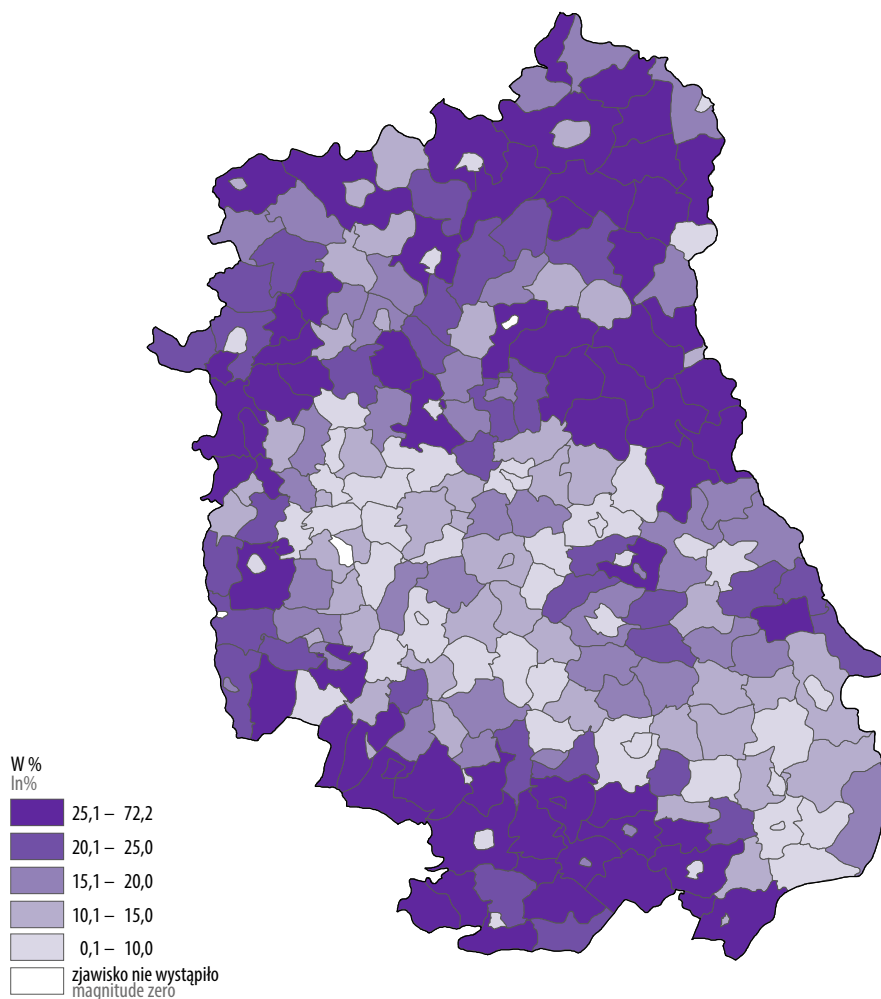 W %
In%
25,1 – 72,2
20,1 – 25,0
15,1 – 20,0
10,1 – 15,0
0,1 – 10,0
zjawisko nie wystąpiło
magnitude zero